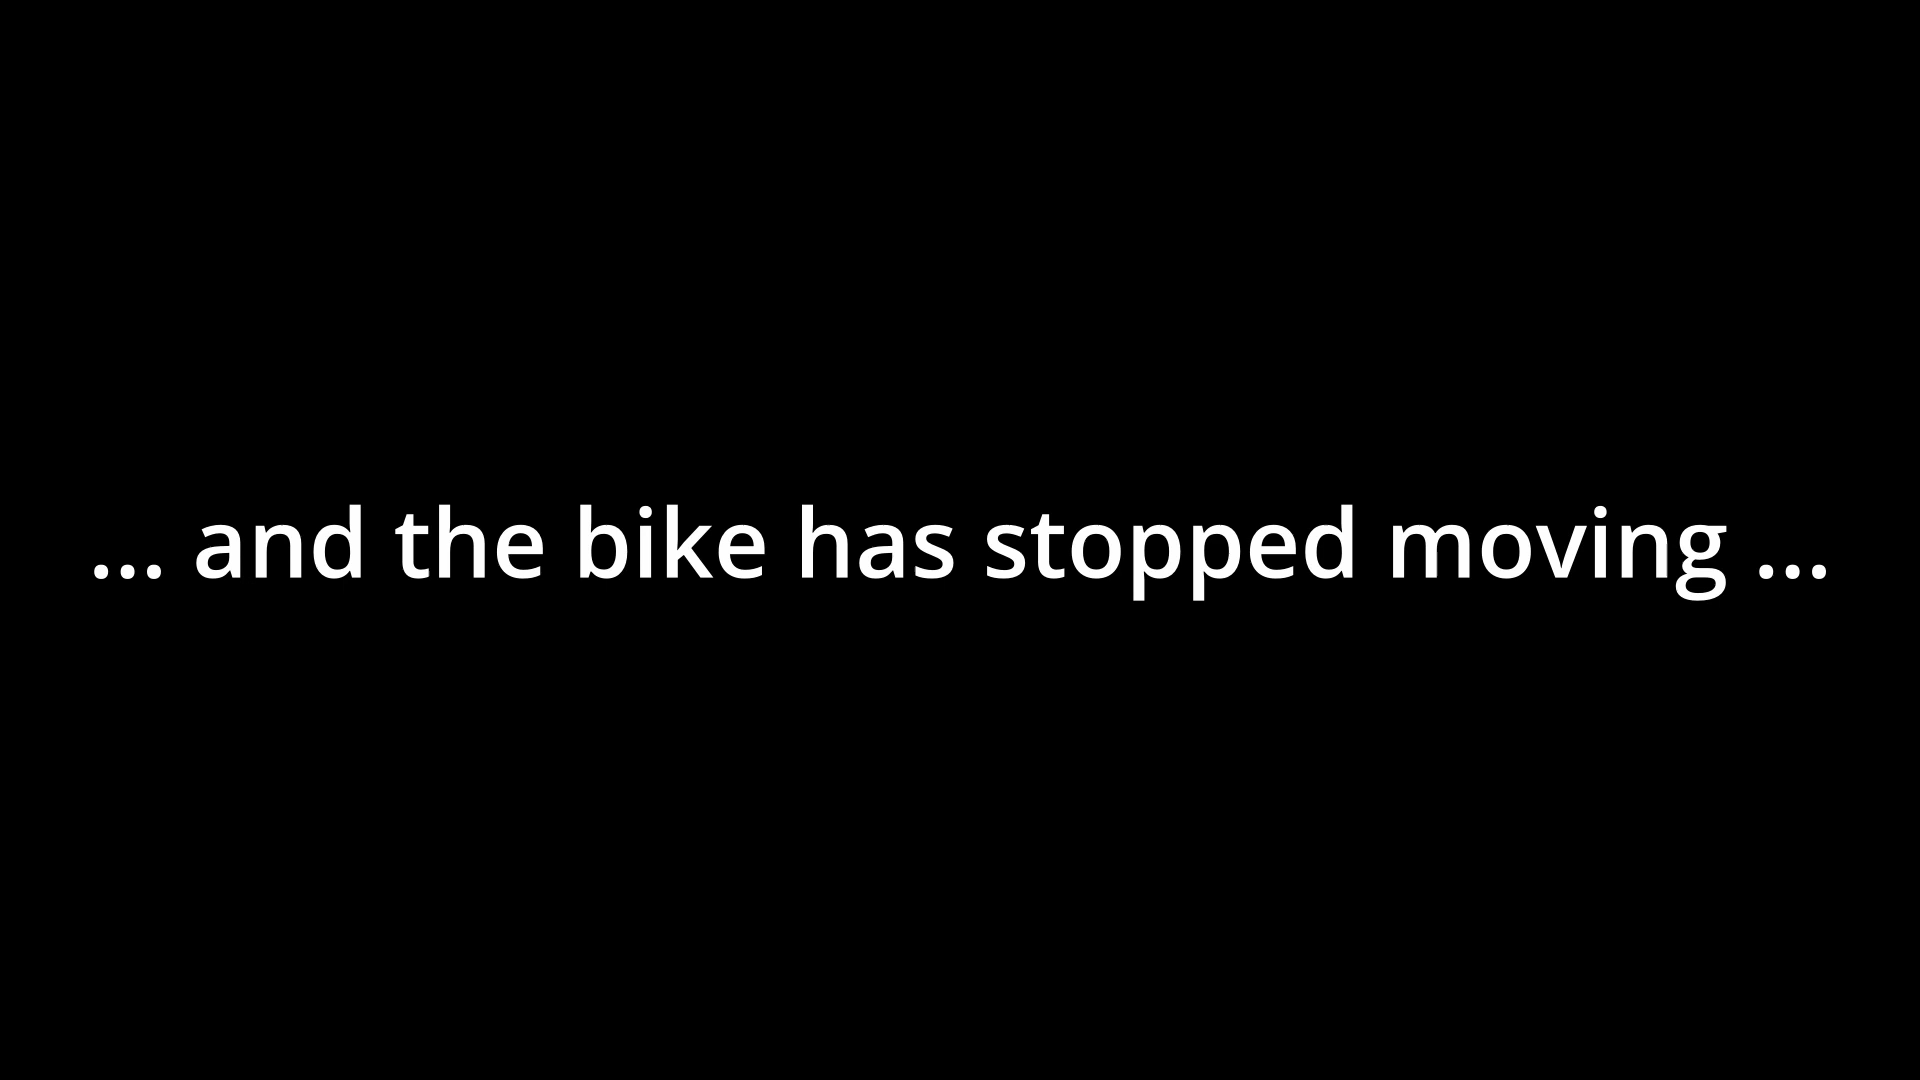 ... and the bike has stopped moving ...